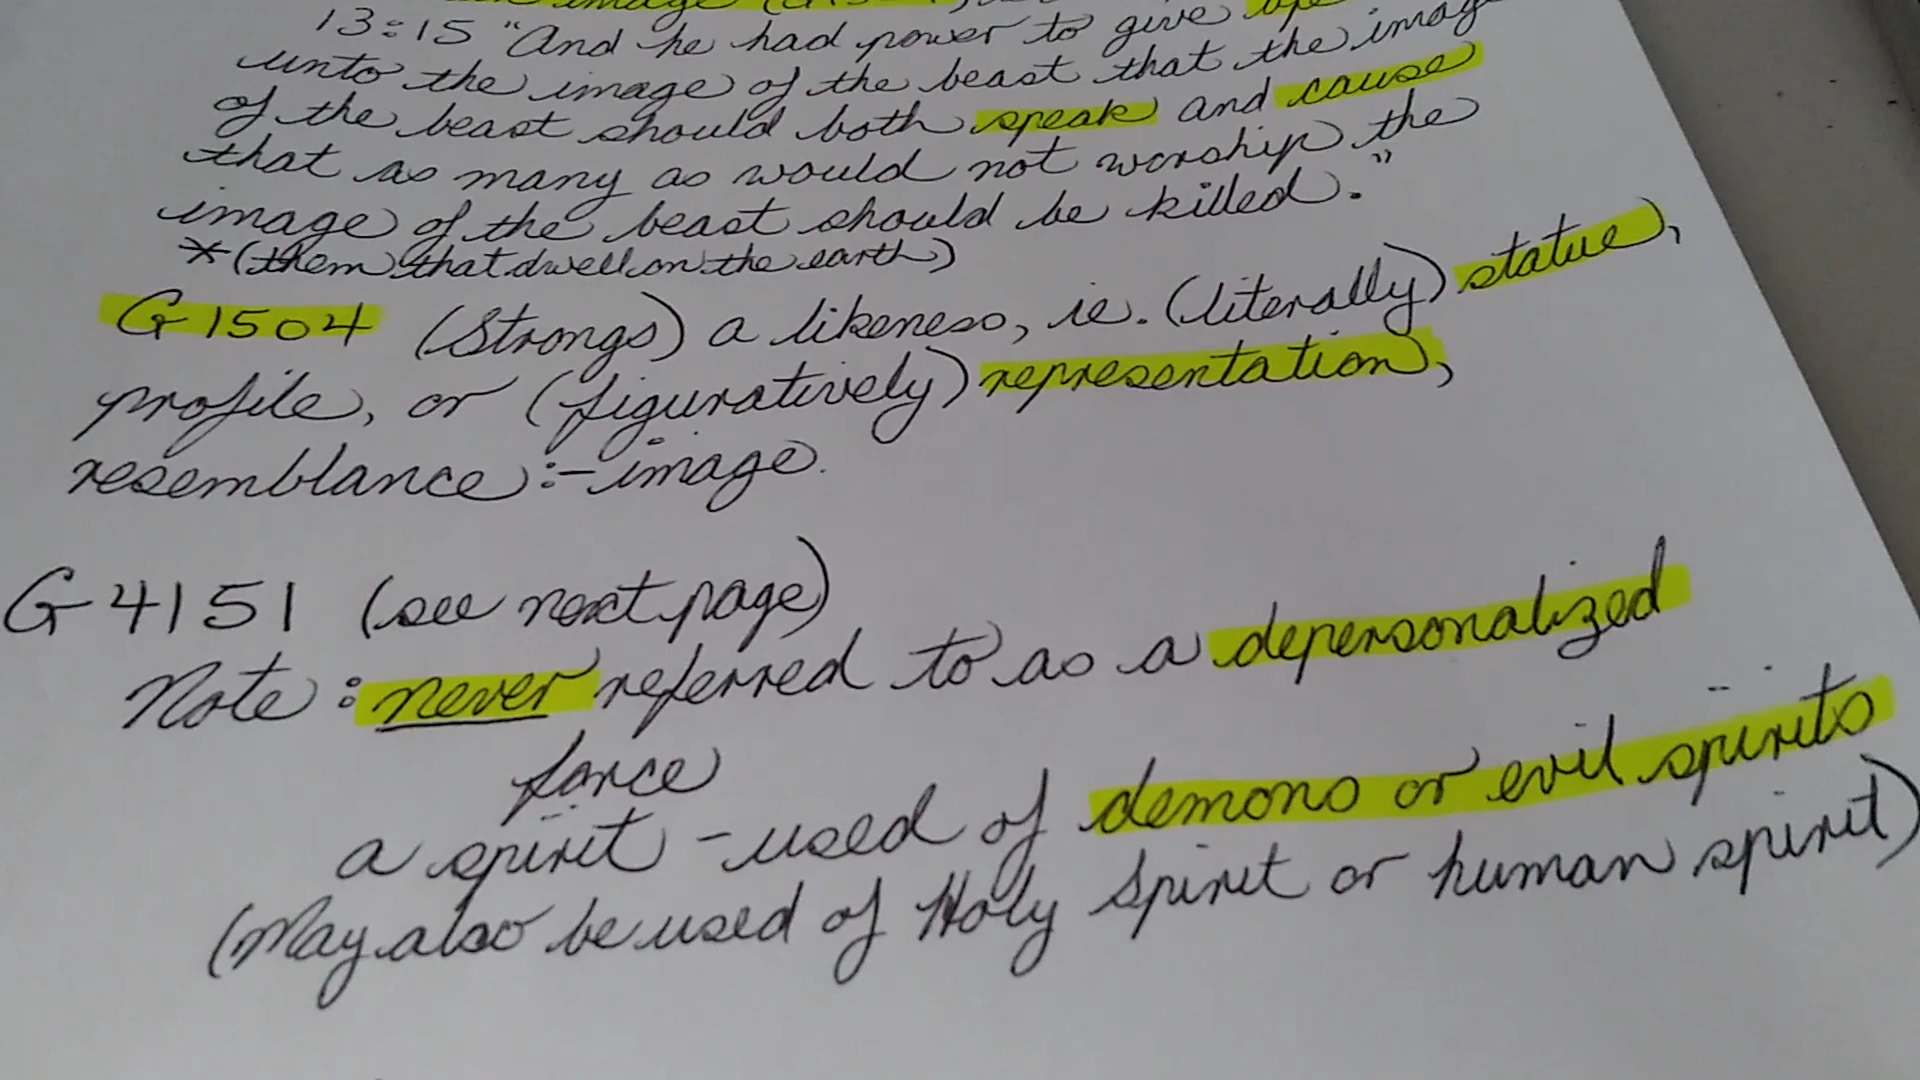 image
13:15 "And he had power to give
unto the image of the beast that the imag
of the beast should both speak and cause
that as many as would not worship the
image of the beast should be killed."
*(them that dwell on the earth)
G1504 (Strongs) a likeness, ie. (literally) statue,
profile, or (figuratively) representation,
resemblance:-image.
G4151 (see next page)
Note: never referred to as a depersonalized
force
a spirit - used of demons or evil spirits
(May also be used of Holy Spirit or human spirit)